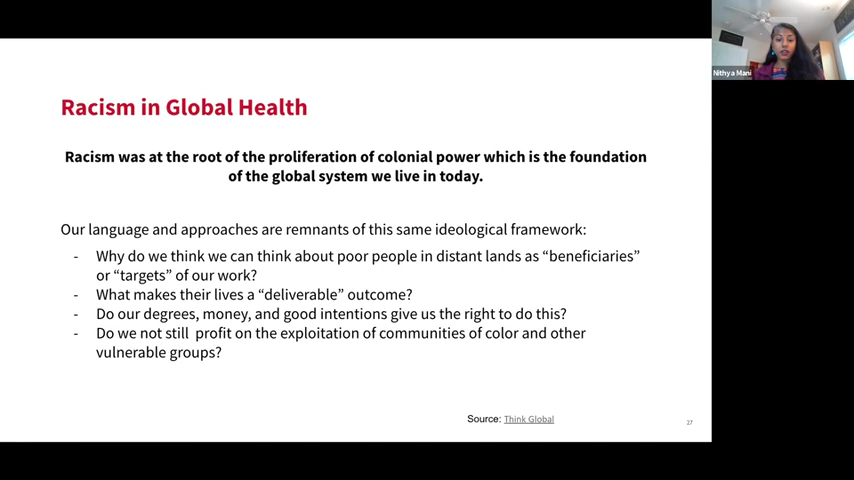 Nithya Mani
Racism in Global Health
Racism was at the root of the proliferation of colonial power which is the foundation
of the global system we live in today.
Our language and approaches are remnants of this same ideological framework:
- Why do we think we can think about poor people in distant lands as “beneficiaries”
or “targets” of our work?
- What makes their lives a “deliverable” outcome?
- Do our degrees, money, and good intentions give us the right to do this?
- Do we not still profit on the exploitation of communities of color and other
vulnerable groups?
Source: Think Global
27